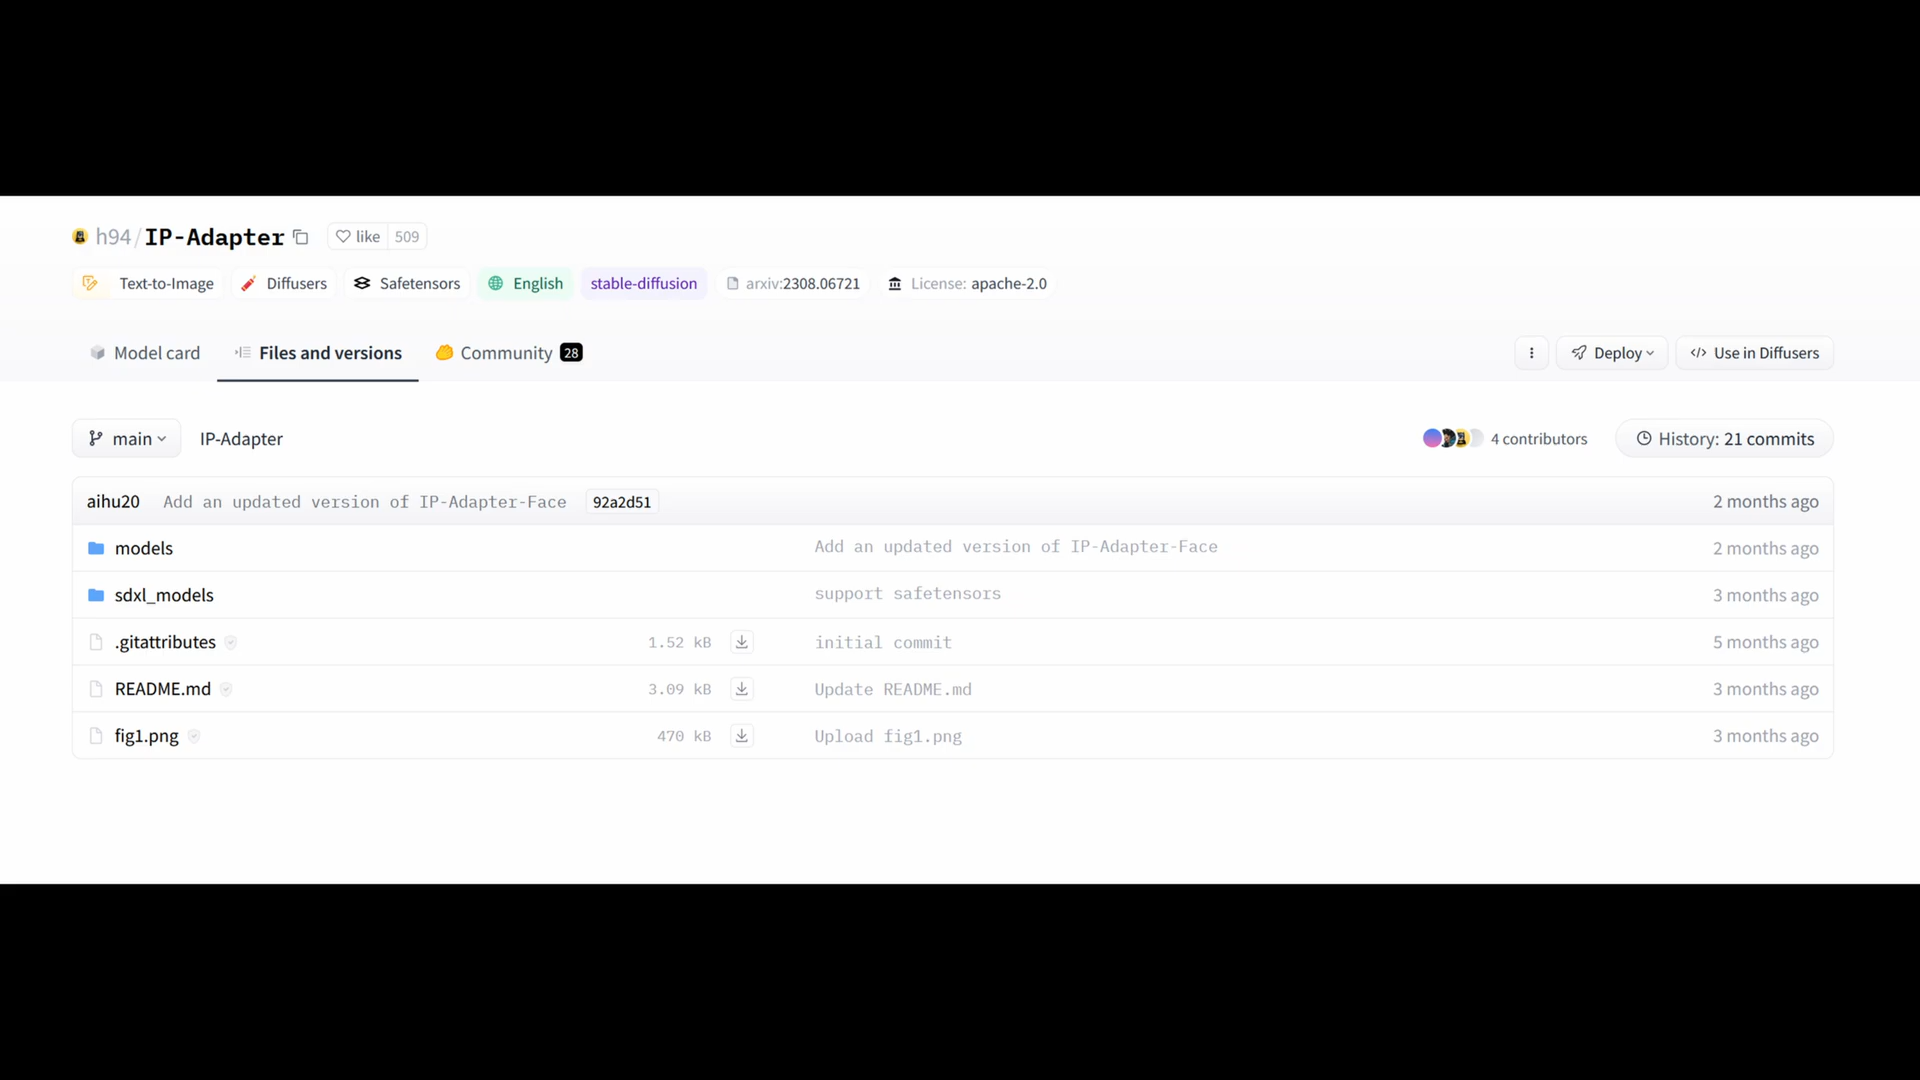 h94/IP-Adapter like 509
Text-to-Image Diffusers Safetensors English stable-diffusion arxiv:2308.06721 License: apache-2.0
Model card Files and versions Community 28 Deploy </> Use in Diffusers
main IP-Adapter 4 contributors History: 21 commits
aihu20 Add an updated version of IP-Adapter-Face 92a2d51 2 months ago
models Add an updated version of IP-Adapter-Face 2 months ago
sdxl_models support safetensors 3 months ago
.gitattributes 1.52 kB initial commit 5 months ago
README.md 3.09 kB Update README.md 3 months ago
fig1.png 470 kB Upload fig1.png 3 months ago